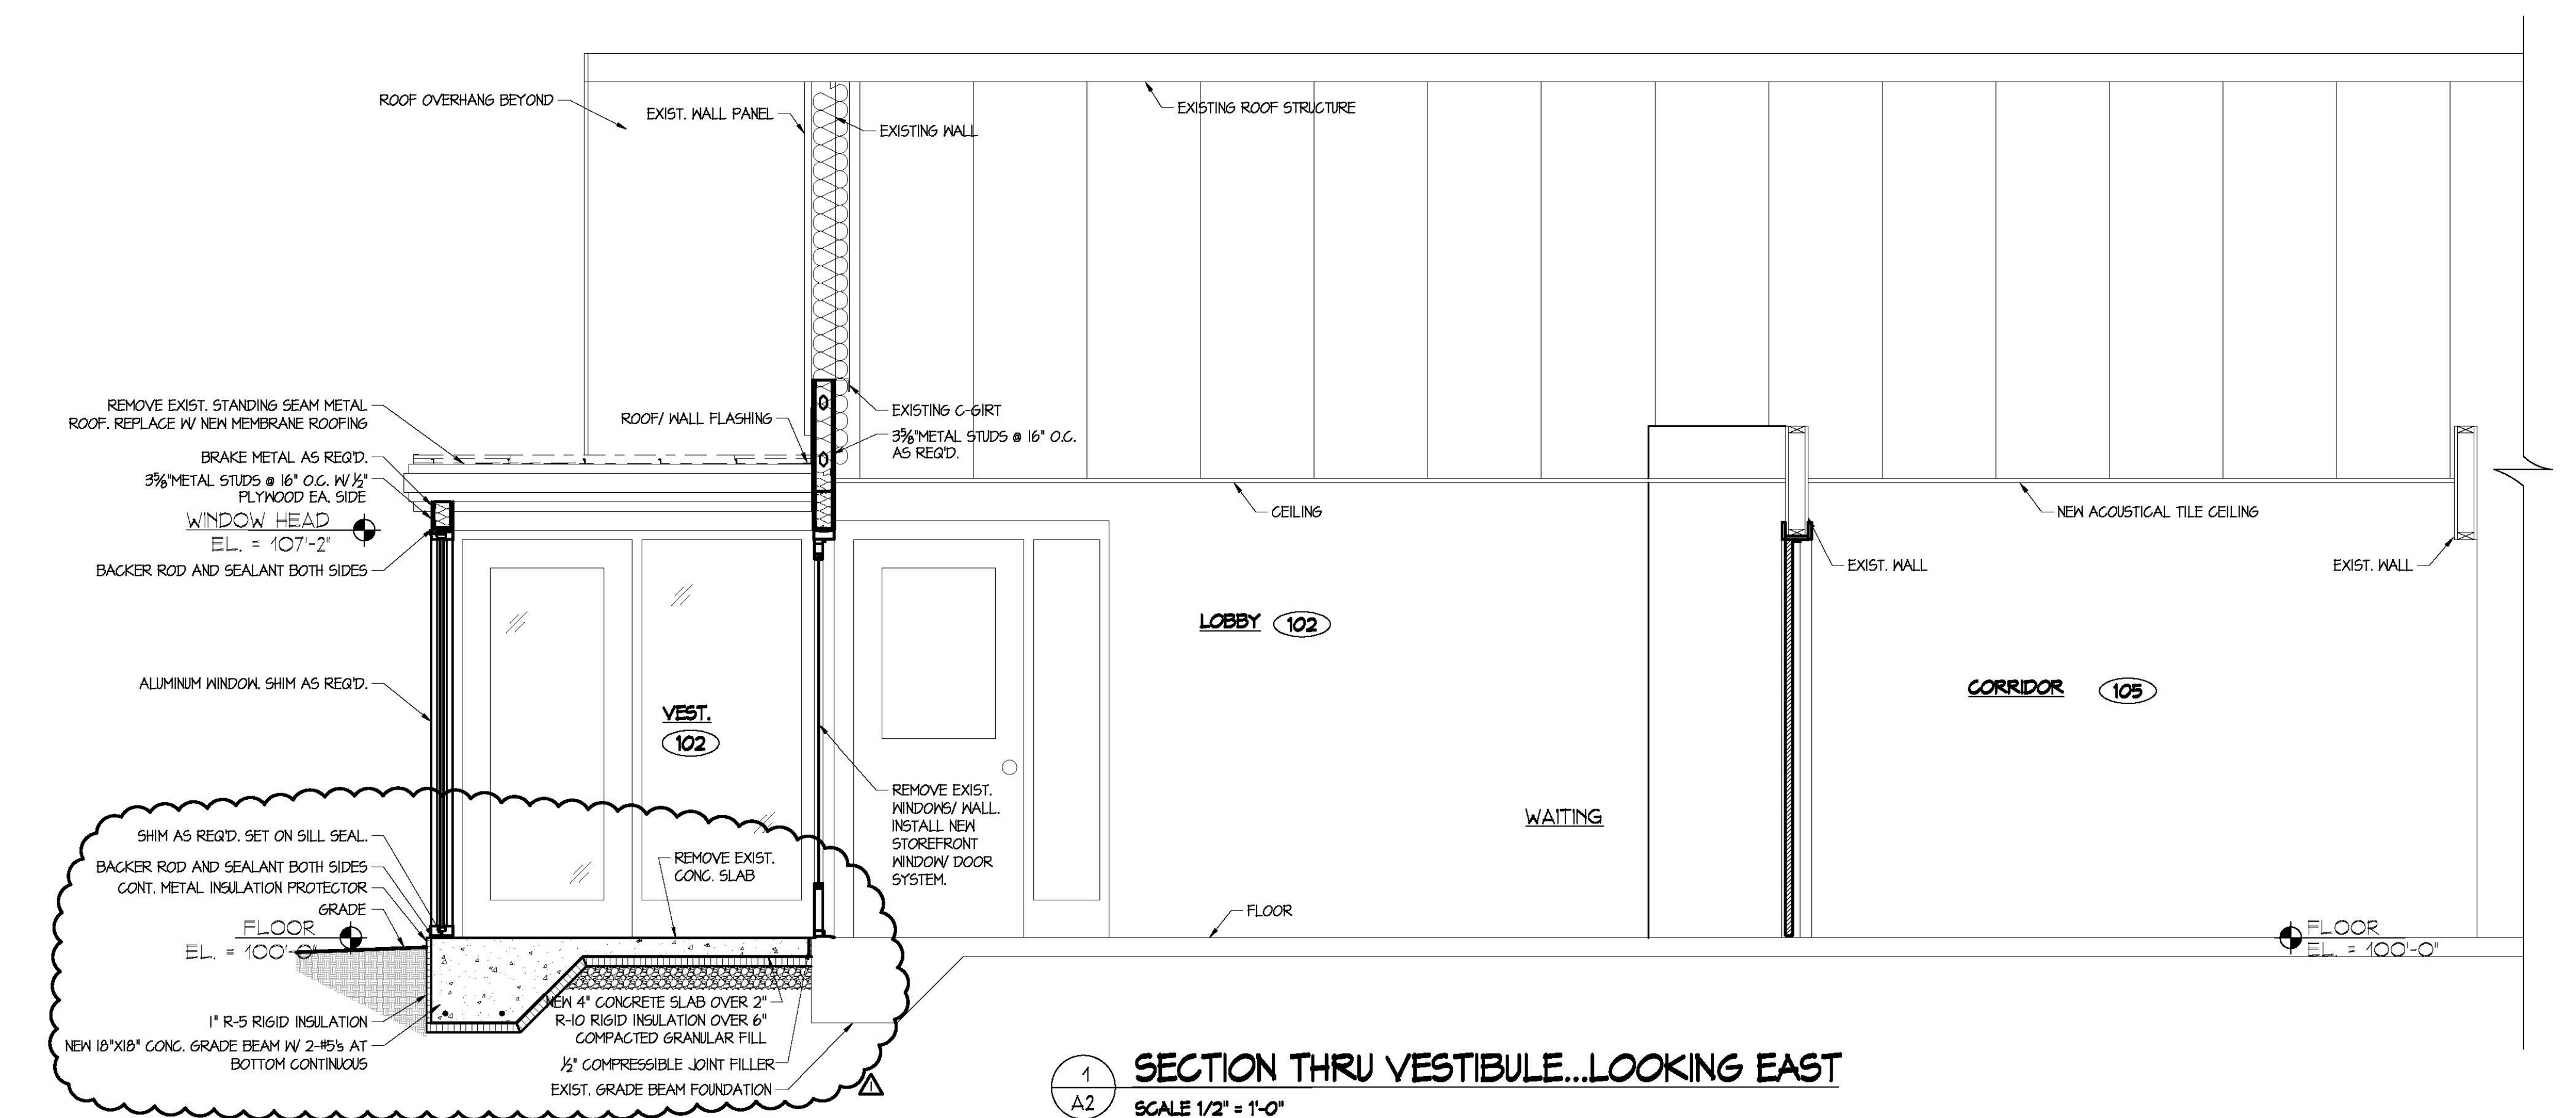 ROOF OVERHANG BEYOND
EXIST. WALL PANEL
EXISTING WALL
EXISTING ROOF STRUCTURE
REMOVE EXIST. STANDING SEAM METAL
ROOF. REPLACE W/ NEW MEMBRANE ROOFING
ROOF/ WALL FLASHING
EXISTING C-GIRT
3⅝"METAL STUDS @ 16" O.C.
AS REQ'D.
BRAKE METAL AS REQ'D.
3⅝"METAL STUDS @ 16" O.C. W/ ½"
PLYWOOD EA. SIDE
WINDOW HEAD
EL. = 107'-2"
BACKER ROD AND SEALANT BOTH SIDES
CEILING
NEW ACOUSTICAL TILE CEILING
EXIST. WALL
EXIST. WALL
LOBBY 102
CORRIDOR 105
ALUMINUM WINDOW. SHIM AS REQ'D.
VEST.
102
REMOVE EXIST.
WINDOWS/ WALL.
INSTALL NEW
STOREFRONT
WINDOW/ DOOR
SYSTEM.
WAITING
SHIM AS REQ'D. SET ON SILL SEAL.
BACKER ROD AND SEALANT BOTH SIDES
CONT. METAL INSULATION PROTECTOR
GRADE
REMOVE EXIST.
CONC. SLAB
FLOOR
FLOOR
EL. = 100'-0"
FLOOR
EL. = 100'-0"
1" R-5 RIGID INSULATION
NEW 18"X18" CONC. GRADE BEAM W/ 2-#5's AT
BOTTOM CONTINUOUS
NEW 4" CONCRETE SLAB OVER 2"
R-10 RIGID INSULATION OVER 6"
COMPACTED GRANULAR FILL
½" COMPRESSIBLE JOINT FILLER
EXIST. GRADE BEAM FOUNDATION
1
1
A2
SECTION THRU VESTIBULE...LOOKING EAST
SCALE 1/2" = 1'-0"